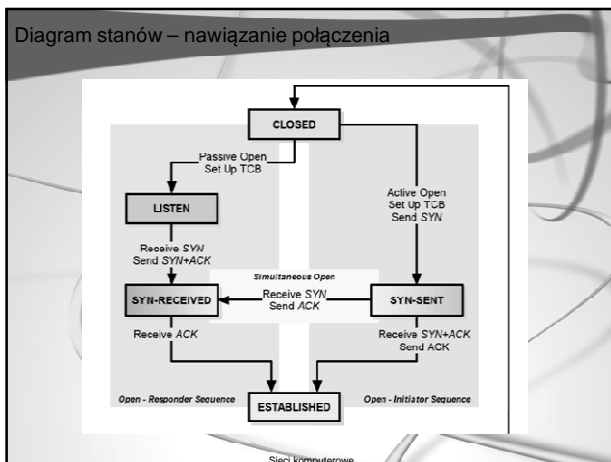 Diagram stanów – nawiązanie połączenia
CLOSED
Passive Open
Set Up TCB
Active Open
Set Up TCB
Send SYN
LISTEN
Receive SYN
Send SYN+ACK
Simultaneous Open
SYN-RECEIVED
Receive SYN
Send ACK
SYN-SENT
Receive ACK
Receive SYN+ACK
Send ACK
Open - Responder Sequence
ESTABLISHED
Open - Initiator Sequence
Sieci komputerowe